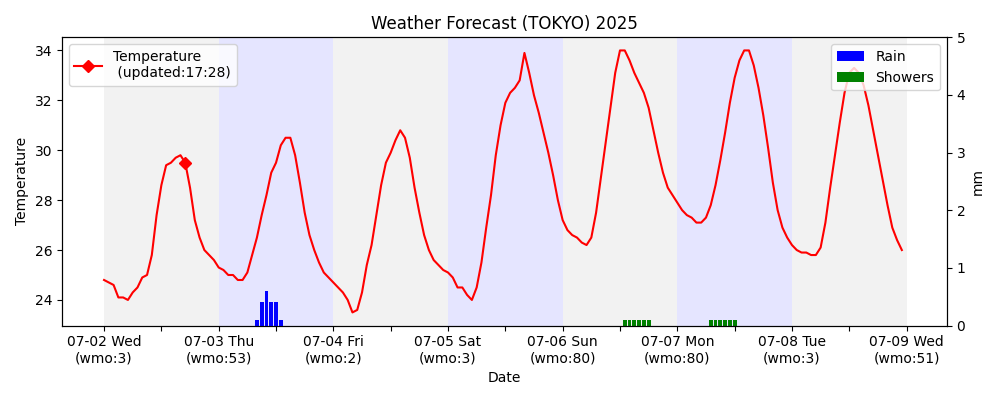 Weather Forecast (TOKYO) 2025
Temperature
(updated:17:28)
Rain
Showers
Temperature
34
32
30
28
26
24
5
4
3
2
1
0
mm
07-02 Wed
(wmo:3)
07-03 Thu
(wmo:53)
07-04 Fri
(wmo:2)
07-05 Sat
(wmo:3)
07-06 Sun
(wmo:80)
07-07 Mon
(wmo:80)
07-08 Tue
(wmo:3)
07-09 Wed
(wmo:51)
Date